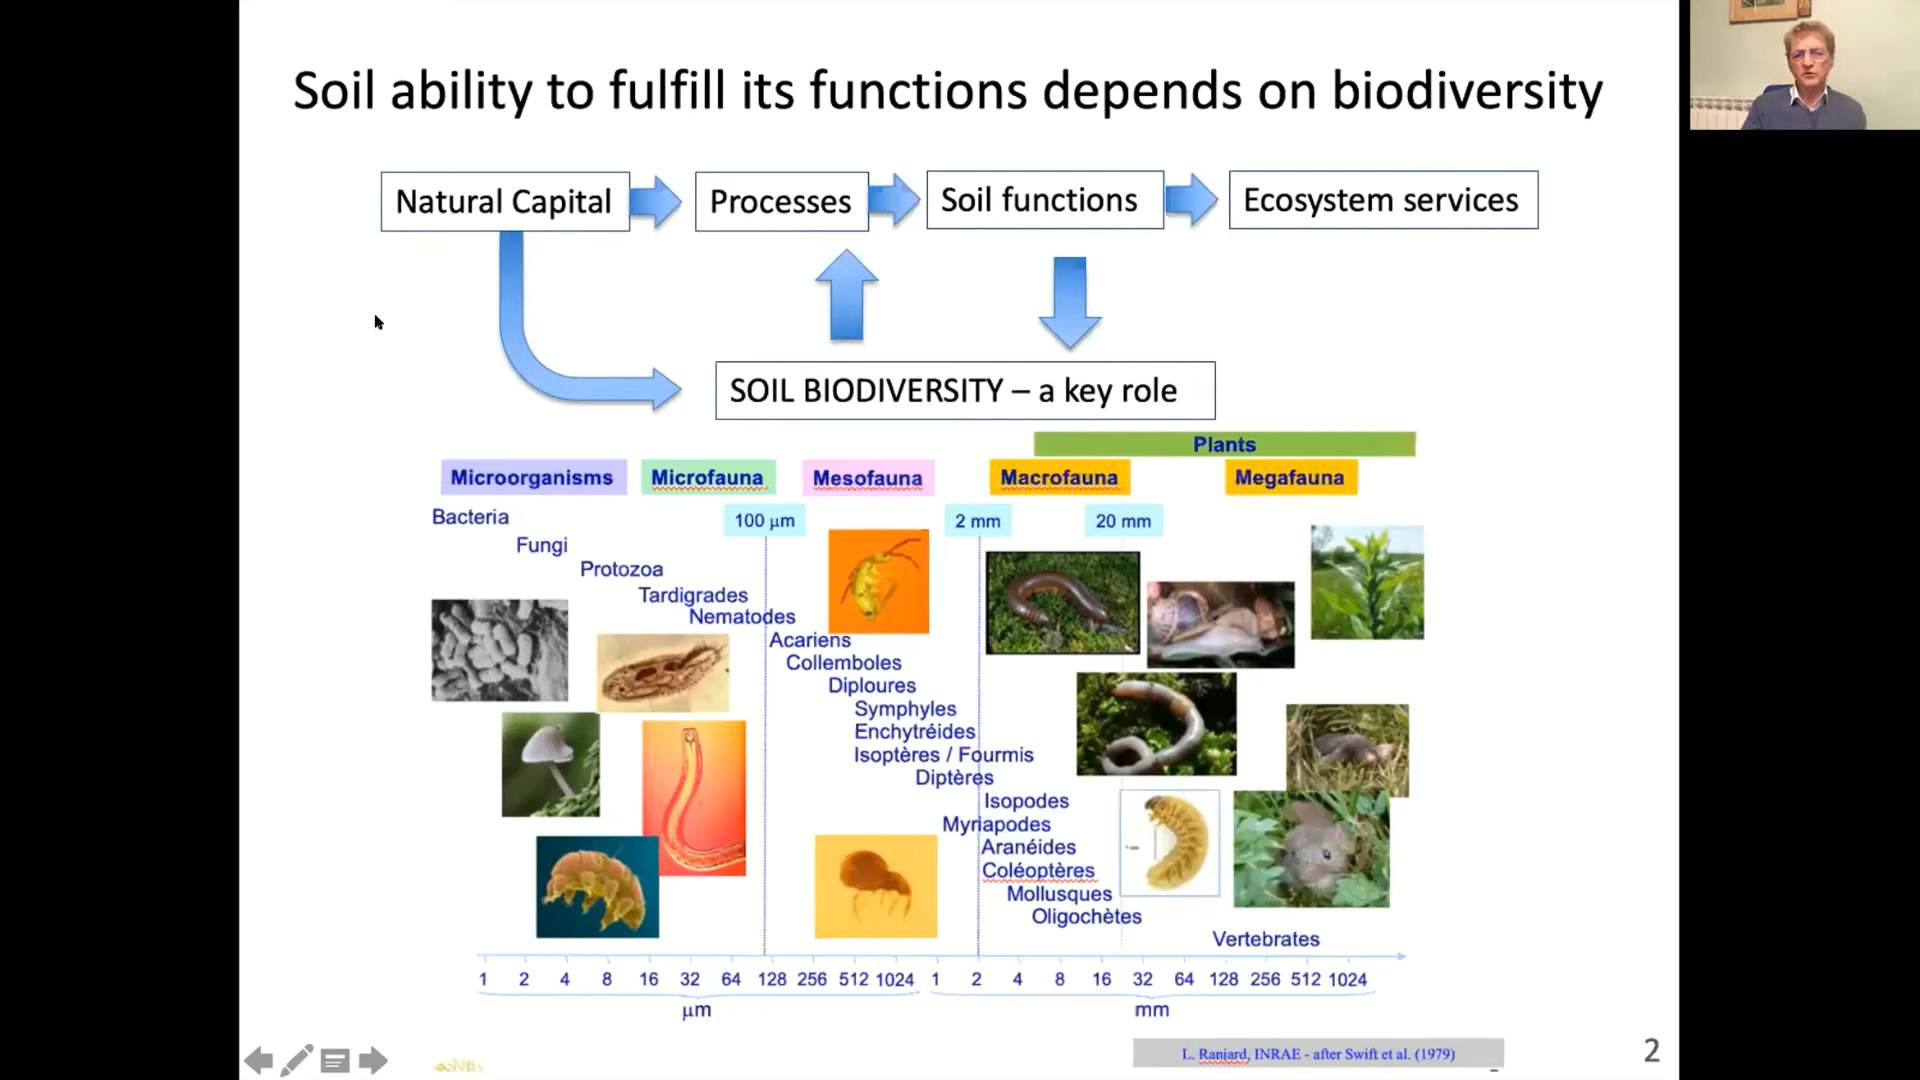 Soil ability to fulfill its functions depends on biodiversity
Natural Capital
Processes
Soil functions
Ecosystem services
SOIL BIODIVERSITY – a key role
Plants
Microorganisms
Microfauna
Mesofauna
Macrofauna
Megafauna
100 µm
2 mm
20 mm
Bacteria
Fungi
Protozoa
Tardigrades
Nematodes
Acariens
Collemboles
Diploures
Symphyles
Enchytréides
Isoptères / Fourmis
Diptères
Isopodes
Myriapodes
Aranéides
Coléoptères
Mollusques
Oligochètes
Vertebrates
1 2 4 8 16 32 64 128 256 512 1024 1 2 4 8 16 32 64 128 256 512 1024
µm
mm
L. Ranjard, INRAE - after Swift et al. (1979)
2